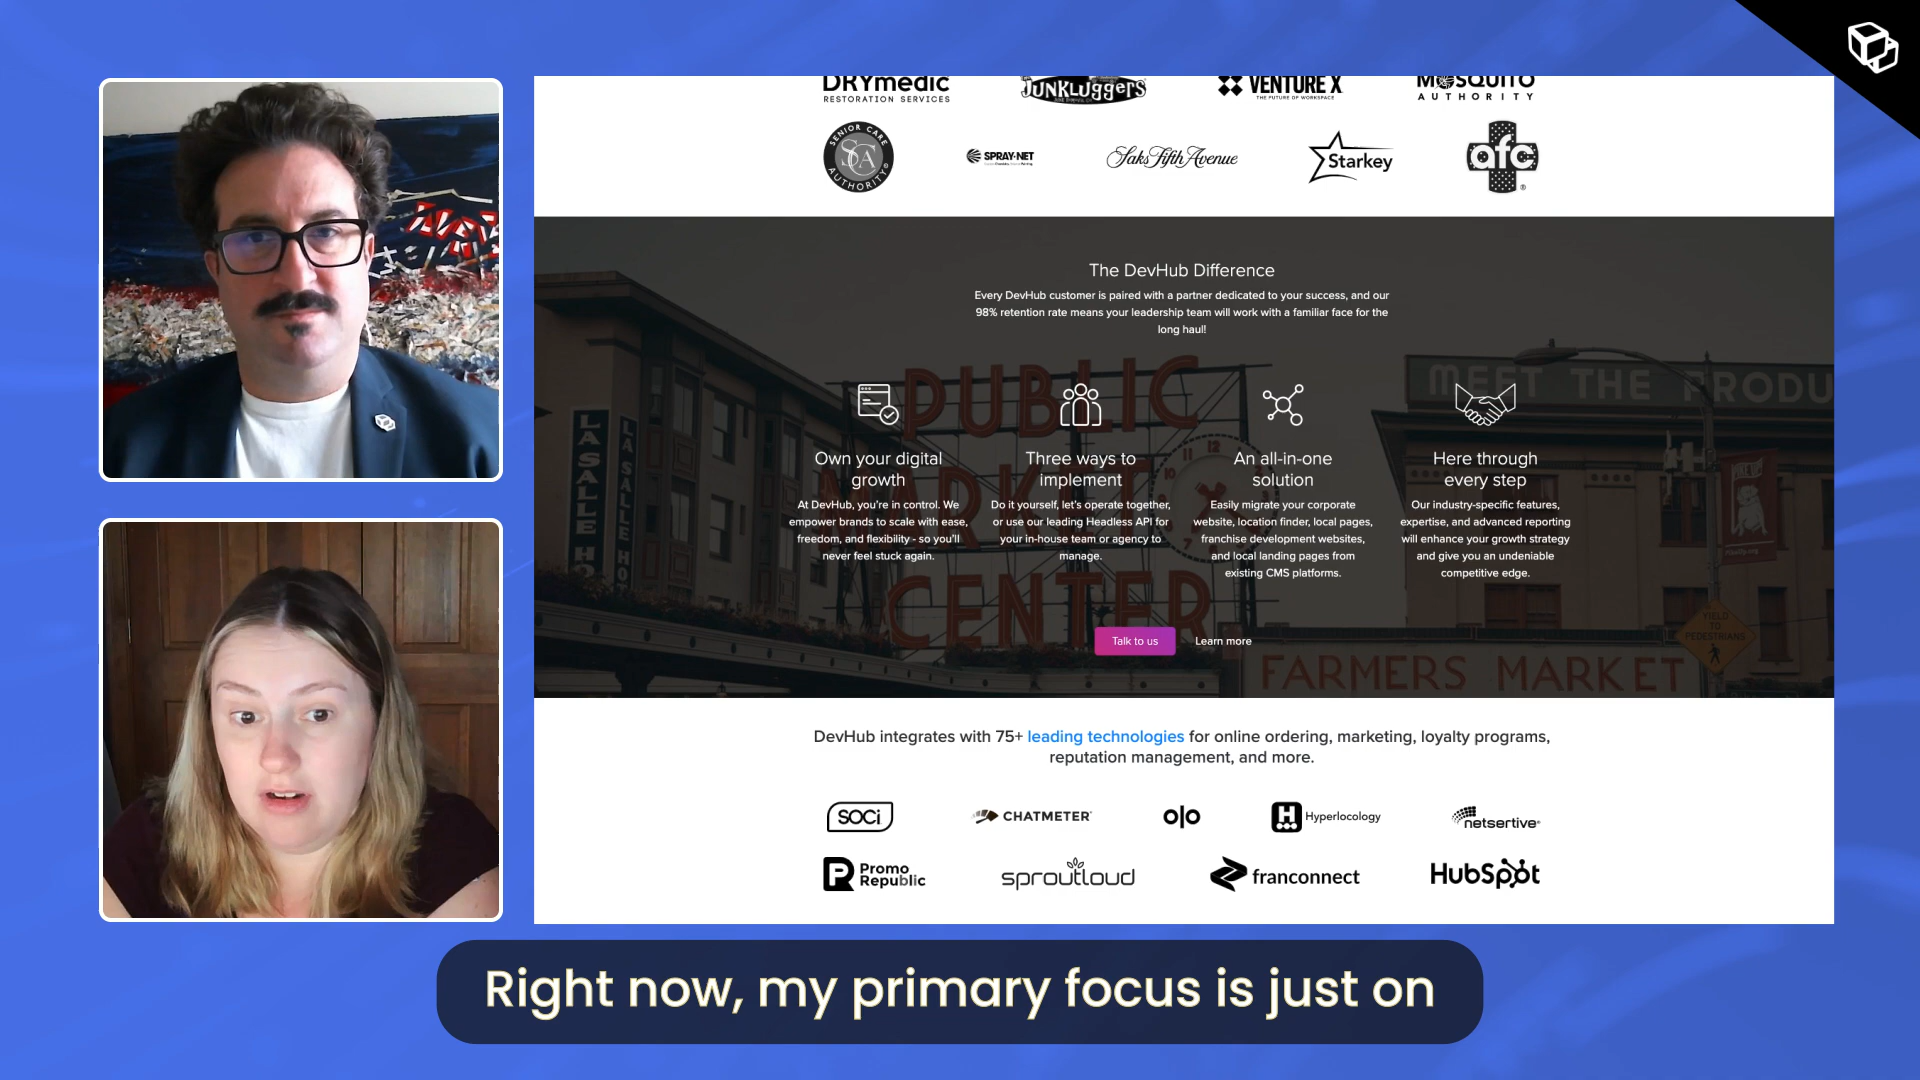 DRYmedic
RESTORATION SERVICES
JUNKLUGGERS
VENTURE X
THE FUTURE OF WORKSPACE
MOSQUITO
AUTHORITY
SENIOR CARE
SCA
AUTHORITY
SPRAY-NET
Saks Fifth Avenue
Starkey
afc
The DevHub Difference
Every DevHub customer is paired with a partner dedicated to your success, and our
98% retention rate means your leadership team will work with a familiar face for the
long haul!
PUBLIC
MARKET
CENTER
MEET THE PRODU
LASALLE HO
LA SALLE HO
FARMERS MARKET
YIELD
TO
PEDESTRIANS
Own your digital
growth
At DevHub, you're in control. We
empower brands to scale with ease,
freedom, and flexibility - so you'll
never feel stuck again.
Three ways to
implement
Do it yourself, let's operate together,
or use our leading Headless API for
your in-house team or agency to
manage.
An all-in-one
solution
Easily migrate your corporate
website, location finder, local pages,
franchise development websites,
and local landing pages from
existing CMS platforms.
Here through
every step
Our industry-specific features,
expertise, and advanced reporting
will enhance your growth strategy
and give you an undeniable
competitive edge.
Talk to us
Learn more
DevHub integrates with 75+ leading technologies for online ordering, marketing, loyalty programs,
reputation management, and more.
SOCi
CHATMETER
olo
H Hyperlocology
netsertive
Promo
Republic
sproutloud
franconnect
HubSpot
Right now, my primary focus is just on